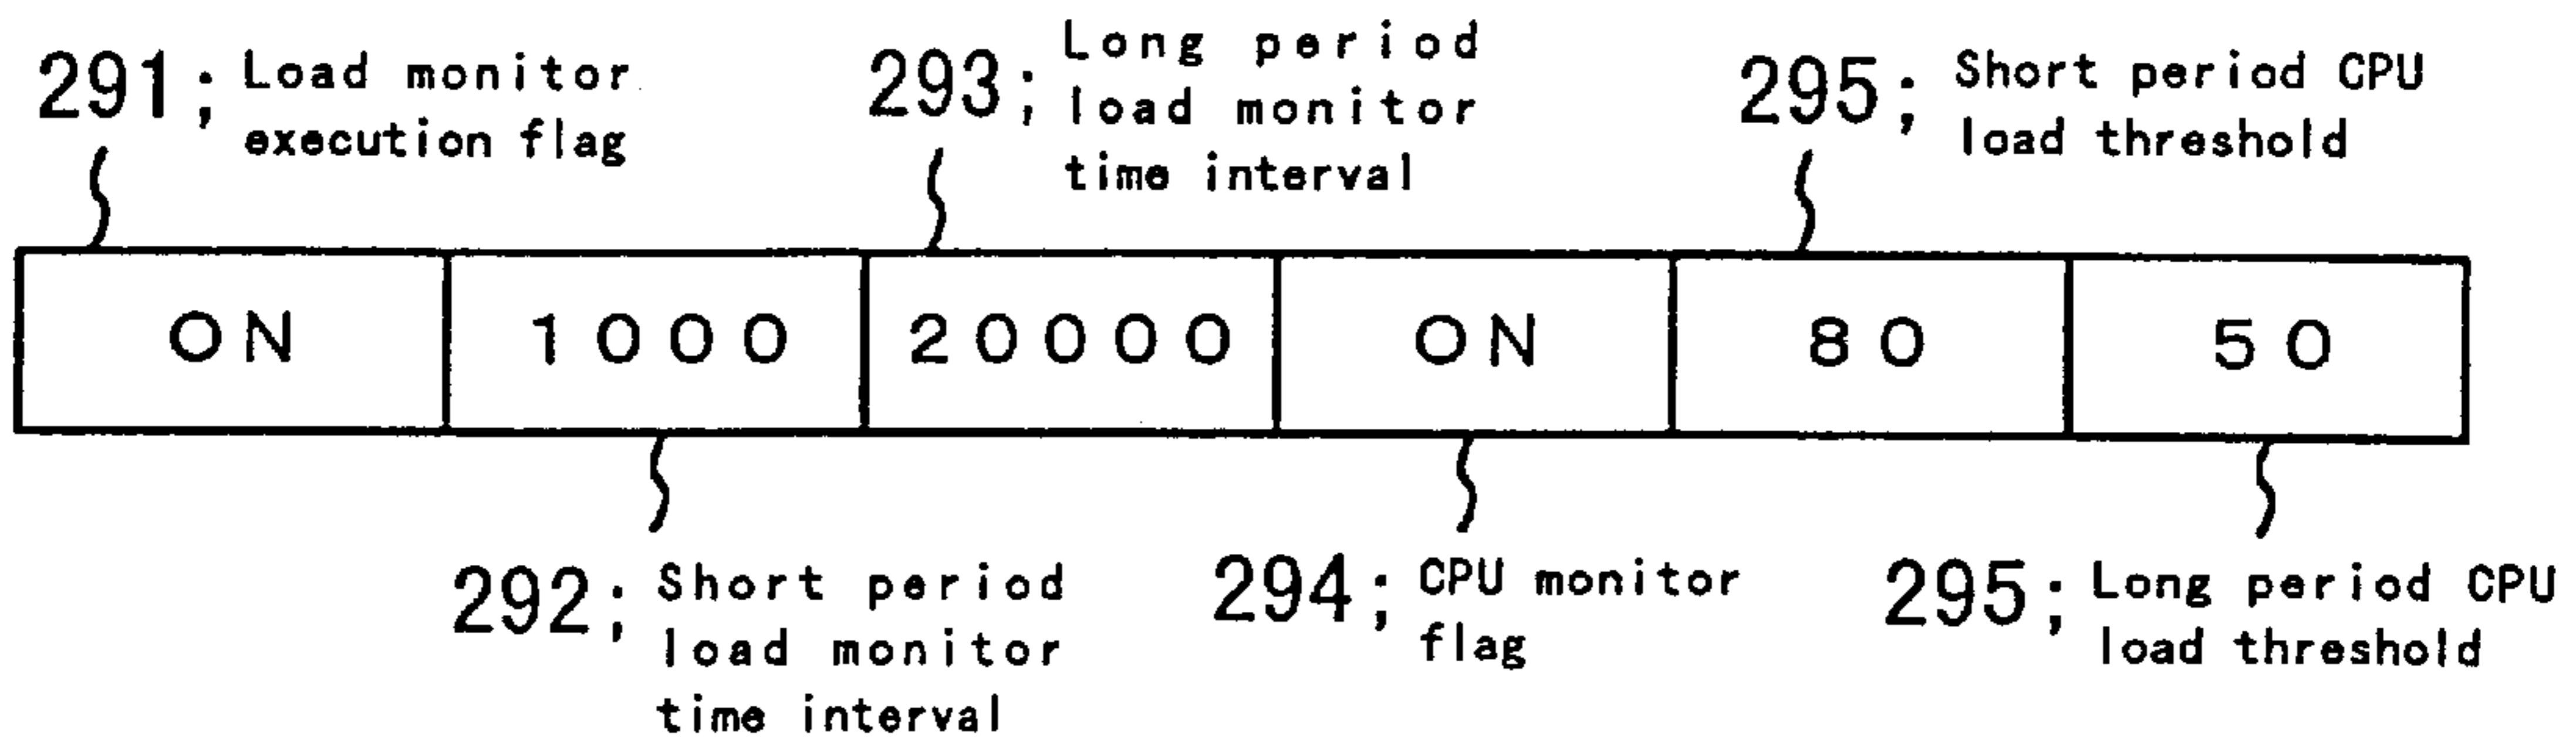 291; Load monitor
execution flag
293; Long period
load monitor
time interval
295; Short period CPU
load threshold
ON 1000 20000 ON 80 50
292; Short period
load monitor
time interval
294; CPU monitor
flag
295; Long period CPU
load threshold